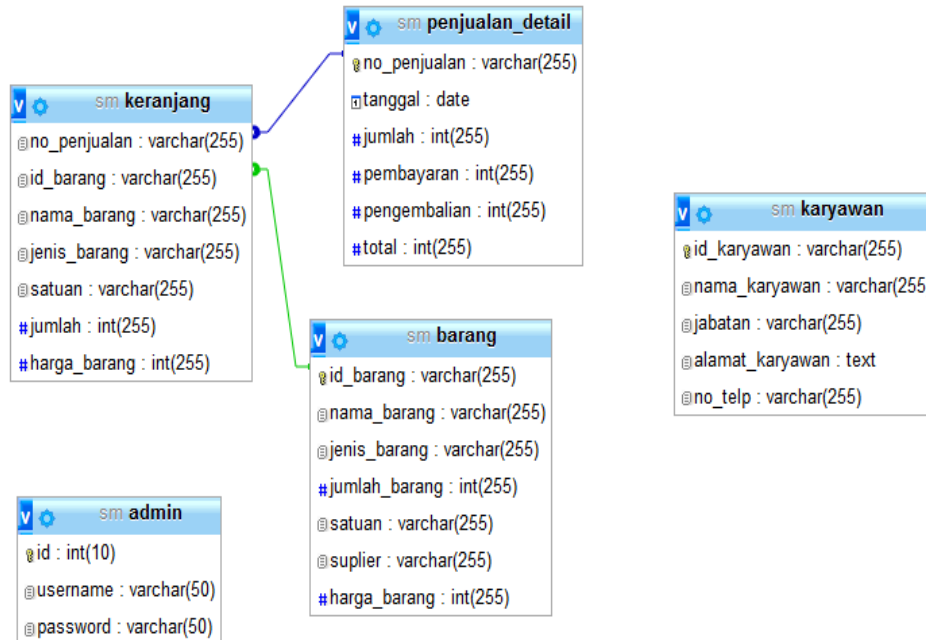 sm penjualan_detail
no_penjualan : varchar(255)
tanggal : date
jumlah : int(255)
pembayaran : int(255)
pengembalian : int(255)
total : int(255)
sm keranjang
no_penjualan : varchar(255)
id_barang : varchar(255)
nama_barang : varchar(255)
jenis_barang : varchar(255)
satuan : varchar(255)
jumlah : int(255)
harga_barang : int(255)
sm karyawan
id_karyawan : varchar(255)
nama_karyawan : varchar(255
jabatan : varchar(255)
alamat_karyawan : text
no_telp : varchar(255)
sm barang
id_barang : varchar(255)
nama_barang : varchar(255)
jenis_barang : varchar(255)
jumlah_barang : int(255)
satuan : varchar(255)
suplier : varchar(255)
harga_barang : int(255)
sm admin
id : int(10)
username : varchar(50)
password : varchar(50)